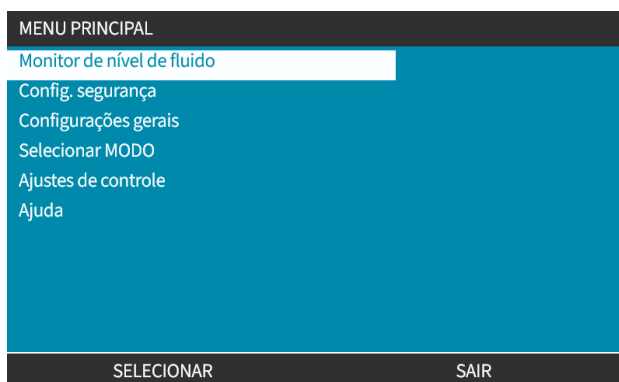 MENU PRINCIPAL
Monitor de nível de fluido
Config. segurança
Configurações gerais
Selecionar MODO
Ajustes de controle
Ajuda
SELECIONAR SAIR